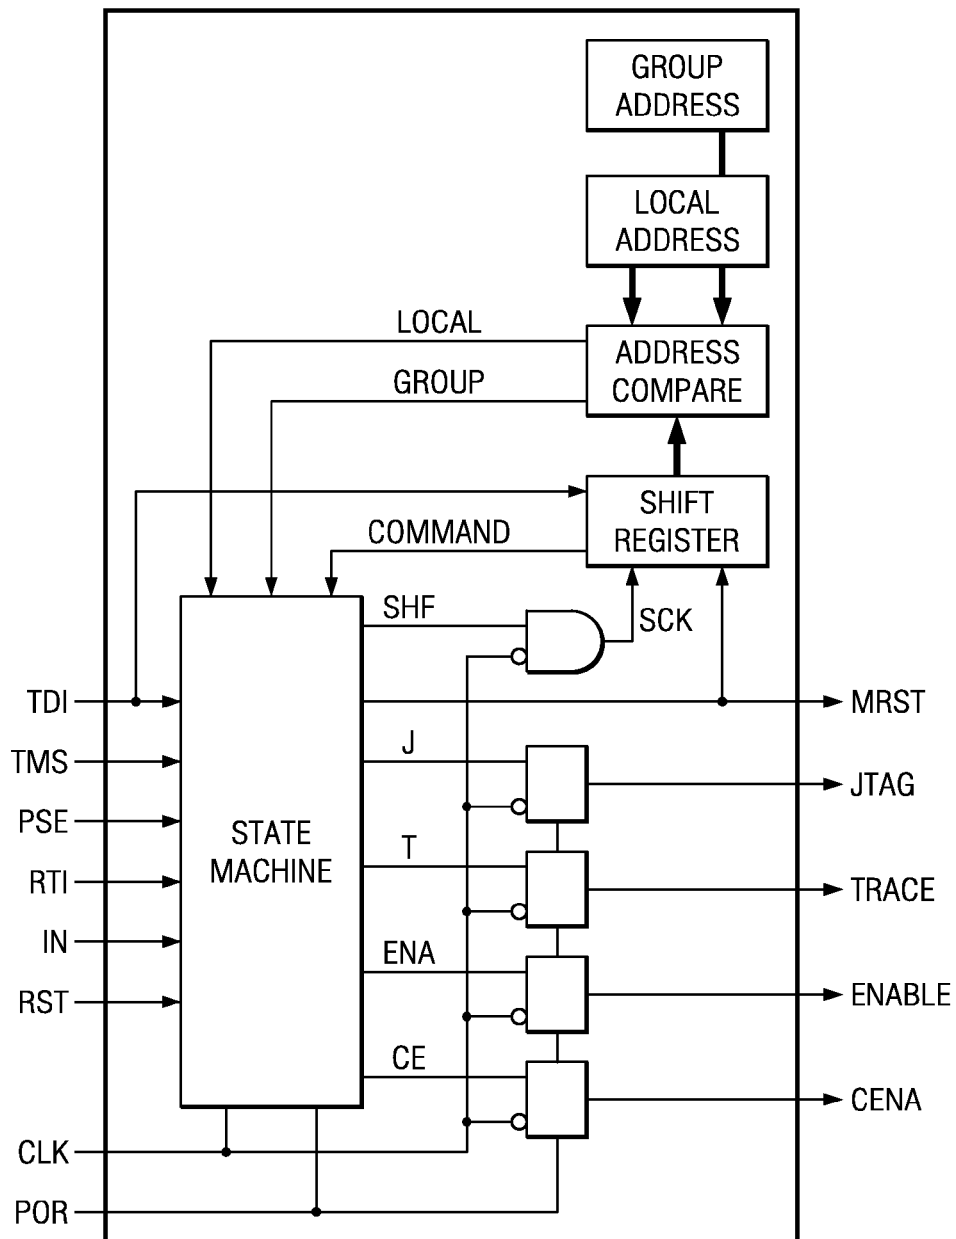 GROUP
ADDRESS
LOCAL
ADDRESS
LOCAL
ADDRESS
COMPARE
GROUP
SHIFT
REGISTER
COMMAND
SHF
SCK
TDI
MRST
TMS
J
JTAG
PSE
STATE
MACHINE
T
RTI
TRACE
IN
ENA
RST
ENABLE
CE
CENA
CLK
POR